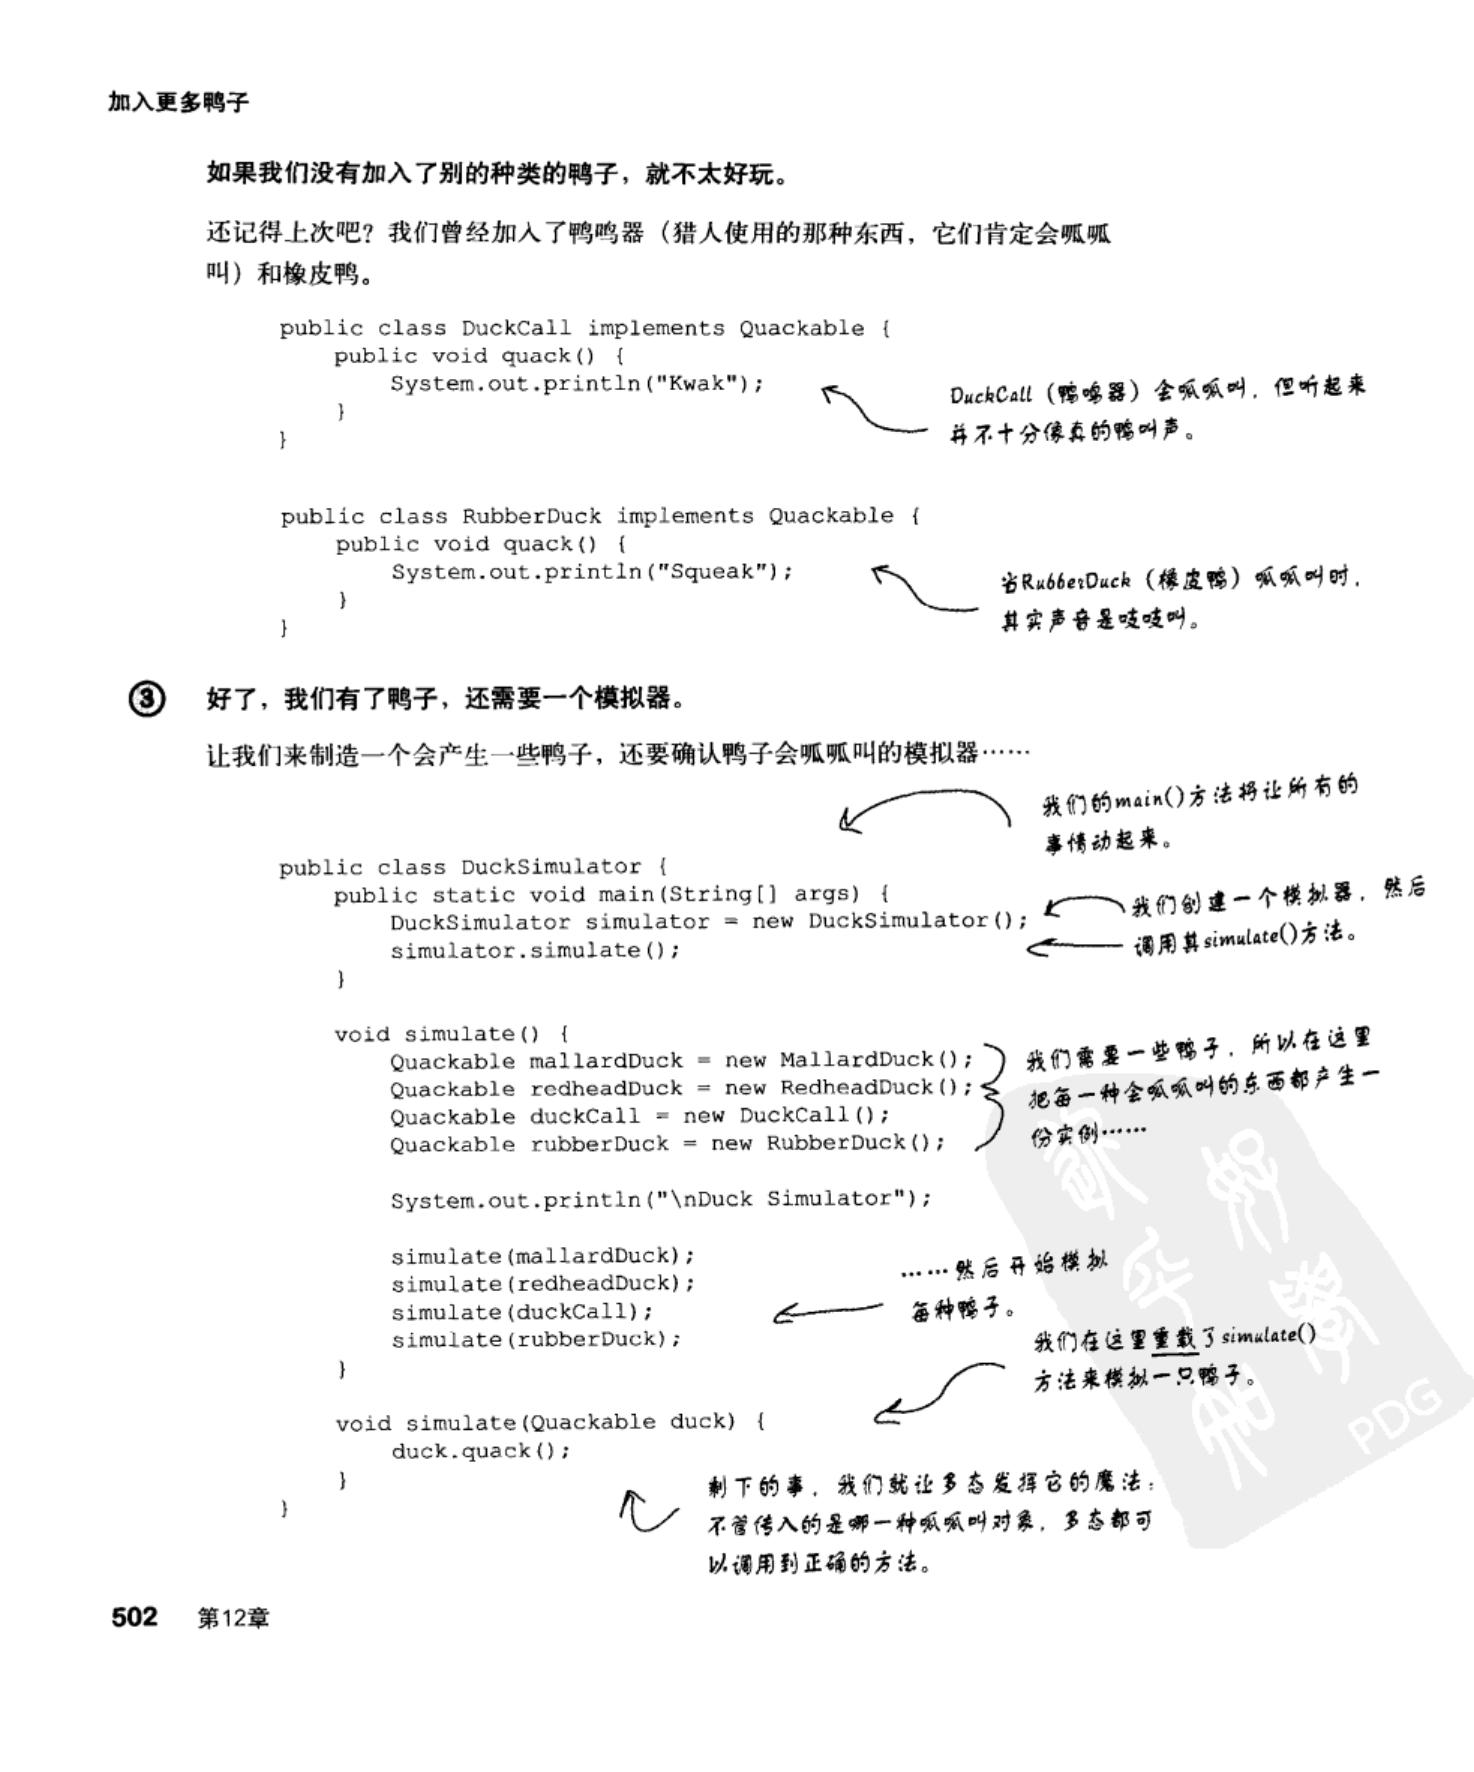 加入更多鸭子
如果我们没有加入了别的种类的鸭子，就不太好玩。
还记得上次吧？我们曾经加入了鸭鸣器（猎人使用的那种东西，它们肯定会呱呱
叫）和橡皮鸭。
public class DuckCall implements Quackable {
public void quack() {
System.out.println("Kwak");
}
}
DuckCall（鸭鸣器）会呱呱叫，但听起来
并不十分像真的鸭叫声。
public class RubberDuck implements Quackable {
public void quack() {
System.out.println("Squeak");
}
}
当RubberDuck（橡皮鸭）呱呱叫时，
其实声音是吱吱叫。
③ 好了，我们有了鸭子，还需要一个模拟器。
让我们来制造一个会产生一些鸭子，还要确认鸭子会呱呱叫的模拟器……
我们的main()方法将让所有的
事情动起来。
public class DuckSimulator {
public static void main(String[] args) {
DuckSimulator simulator = new DuckSimulator();
simulator.simulate();
}
我们创建一个模拟器，然后
调用其simulate()方法。
void simulate() {
Quackable mallardDuck = new MallardDuck();
Quackable redheadDuck = new RedheadDuck();
Quackable duckCall = new DuckCall();
Quackable rubberDuck = new RubberDuck();
我们需要一些鸭子，所以在这里
把每一种会呱呱叫的东西都产生一
份实例……
System.out.println("\nDuck Simulator");
simulate(mallardDuck);
simulate(redheadDuck);
simulate(duckCall);
simulate(rubberDuck);
}
……然后开始模拟
每种鸭子。
我们在这里重载了simulate()
方法来模拟一只鸭子。
void simulate(Quackable duck) {
duck.quack();
}
}
剩下的事，我们就让多态发挥它的魔法：
不管传入的是哪一种呱呱叫对象，多态都可
以调用到正确的方法。
PDG
502 第12章